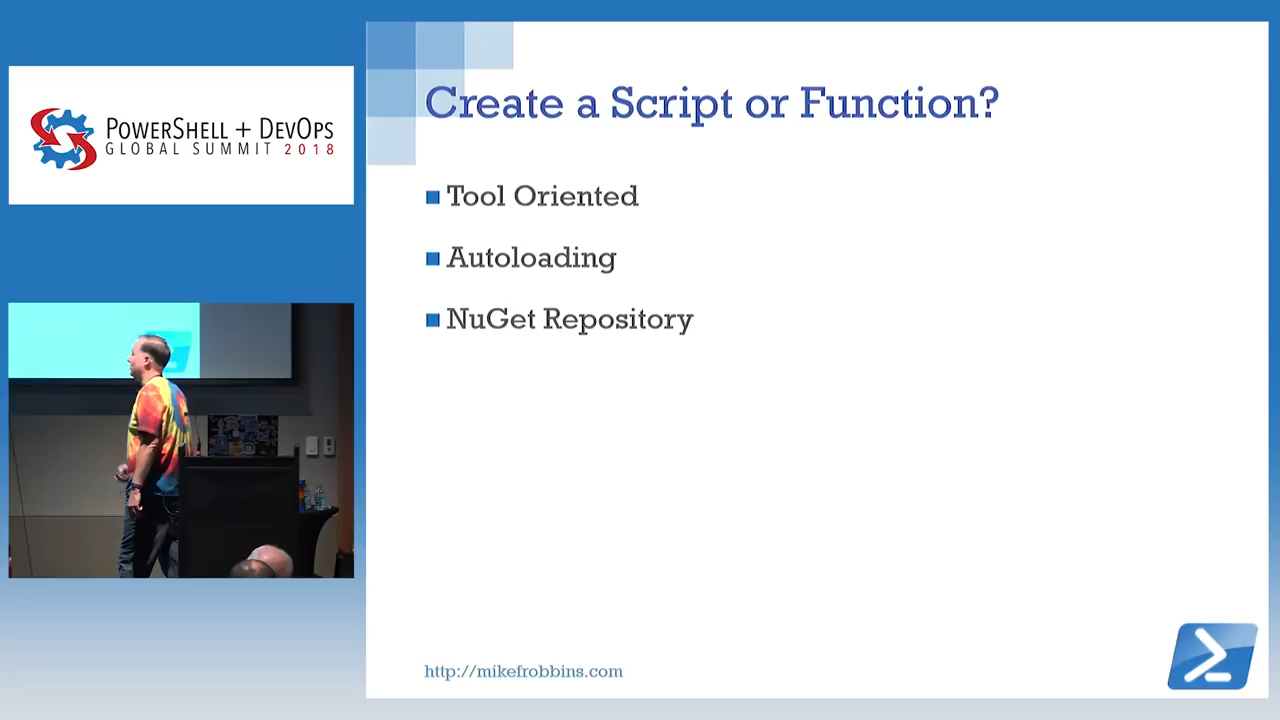 POWERSHELL + DEVOPS
GLOBAL SUMMIT 2018
Create a Script or Function?
Tool Oriented
Autoloading
NuGet Repository
http://mikefrobbins.com